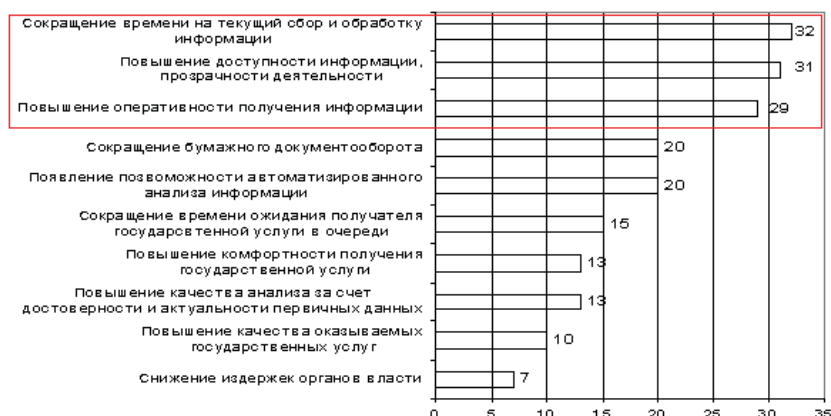 Сокращение времени на текущий сбор и обработку
информации
32
Повышение доступности информации,
прозрачности деятельности
31
Повышение оперативности получения информации
29
Сокращение бумажного документооборота
20
Появление позвоможности автоматизированного
анализа информации
20
Сокращение времени ожидания получателя
государсвтенной услуги в очереди
15
Повышение комфортности получения
государственной услуги
13
Повышение качества анализа за счет
достоверности и актуальности первичных данных
13
Повышение качества оказываемых
государственных услуг
10
Снижение издержек органов власти
7
0 5 10 15 20 25 30 35